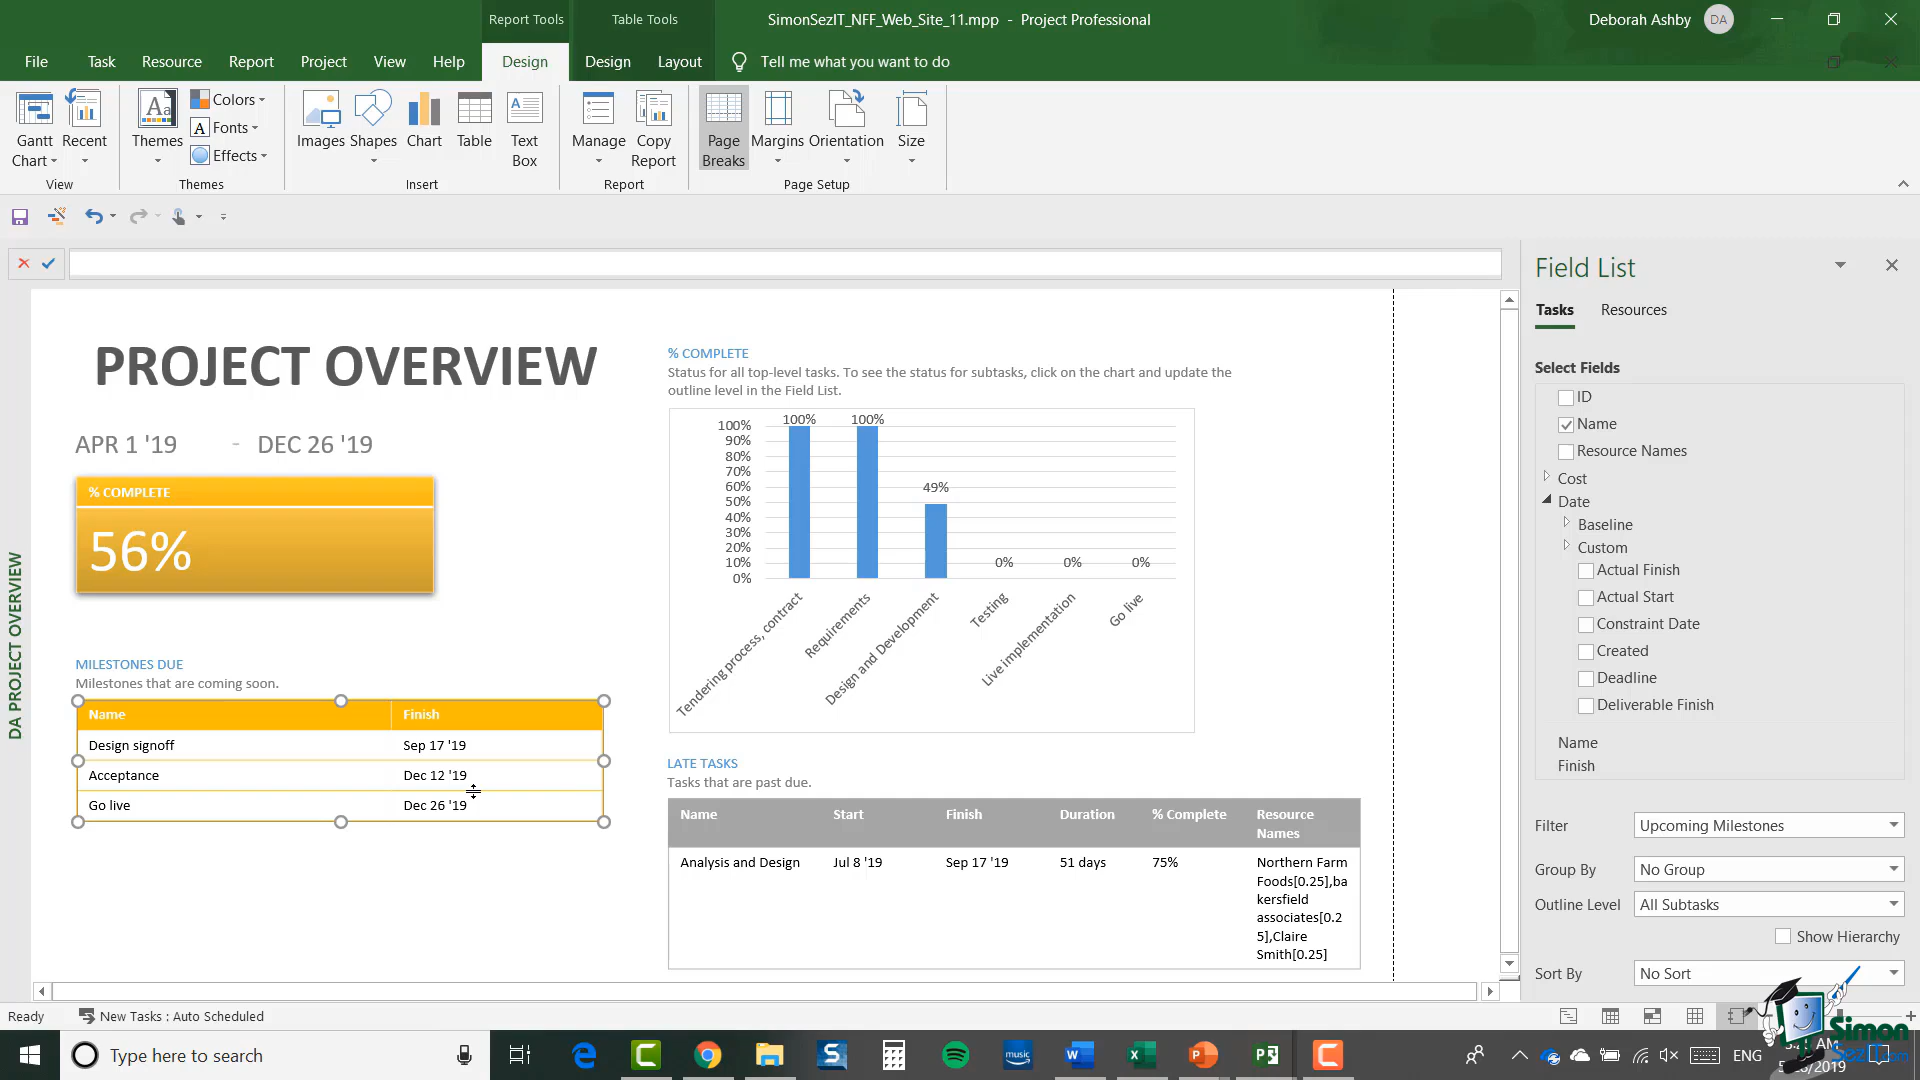 Report Tools
Table Tools
SimonSezIT_NFF_Web_Site_11.mpp - Project Professional
Deborah Ashby
DA
File
Task
Resource
Report
Project
View
Help
Design
Design
Layout
Tell me what you want to do
Gantt Chart
Recent
Themes
Colors
Fonts
Effects
Images
Shapes
Chart
Table
Text Box
Manage
Copy Report
Page Breaks
Margins
Orientation
Size
View
Themes
Insert
Report
Page Setup
DA PROJECT OVERVIEW
PROJECT OVERVIEW
APR 1 '19 - DEC 26 '19
% COMPLETE
56%
MILESTONES DUE
Milestones that are coming soon.
Name Finish
Design signoff Sep 17 '19
Acceptance Dec 12 '19
Go live Dec 26 '19
% COMPLETE
Status for all top-level tasks. To see the status for subtasks, click on the chart and update the
outline level in the Field List.
100%
90%
80%
70%
60%
50%
40%
30%
20%
10%
0%
100%
100%
49%
0%
0%
0%
Tendering process, contract
Requirements
Design and Development
Testing
Live implementation
Go live
LATE TASKS
Tasks that are past due.
Name Start Finish Duration % Complete Resource
Names
Analysis and Design Jul 8 '19 Sep 17 '19 51 days 75% Northern Farm
Foods[0.25],ba
kersfield
associates[0.2
5],Claire
Smith[0.25]
Field List
Tasks
Resources
Select Fields
ID
Name
Resource Names
Cost
Date
Baseline
Custom
Actual Finish
Actual Start
Constraint Date
Created
Deadline
Deliverable Finish
Name
Finish
Filter Upcoming Milestones
Group By No Group
Outline Level All Subtasks
Show Hierarchy
Sort By No Sort
Ready
New Tasks : Auto Scheduled
Type here to search
music
ENG
Simon
SezIT.com